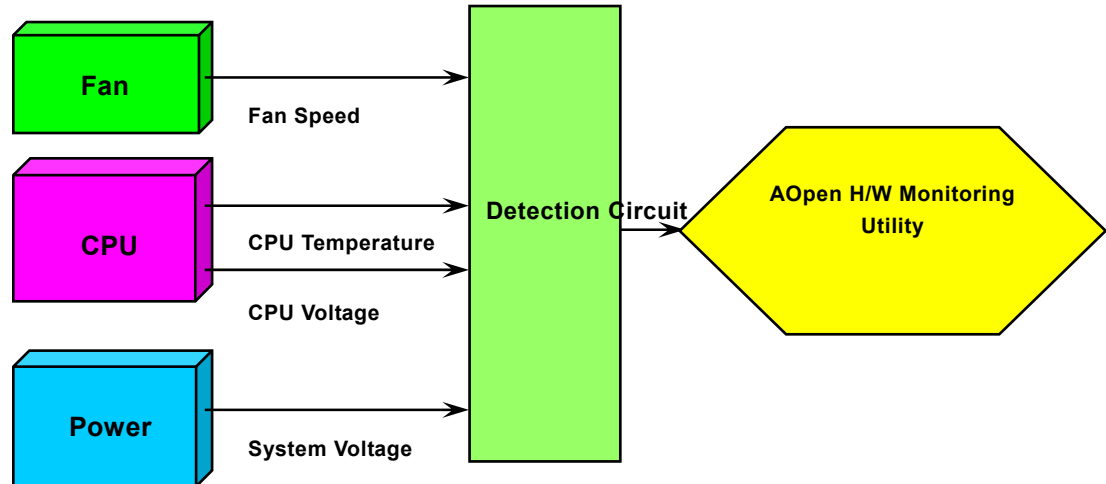 Fan
Fan Speed
CPU
CPU Temperature
CPU Voltage
Power
System Voltage
Detection Circuit
AOpen H/W Monitoring
Utility